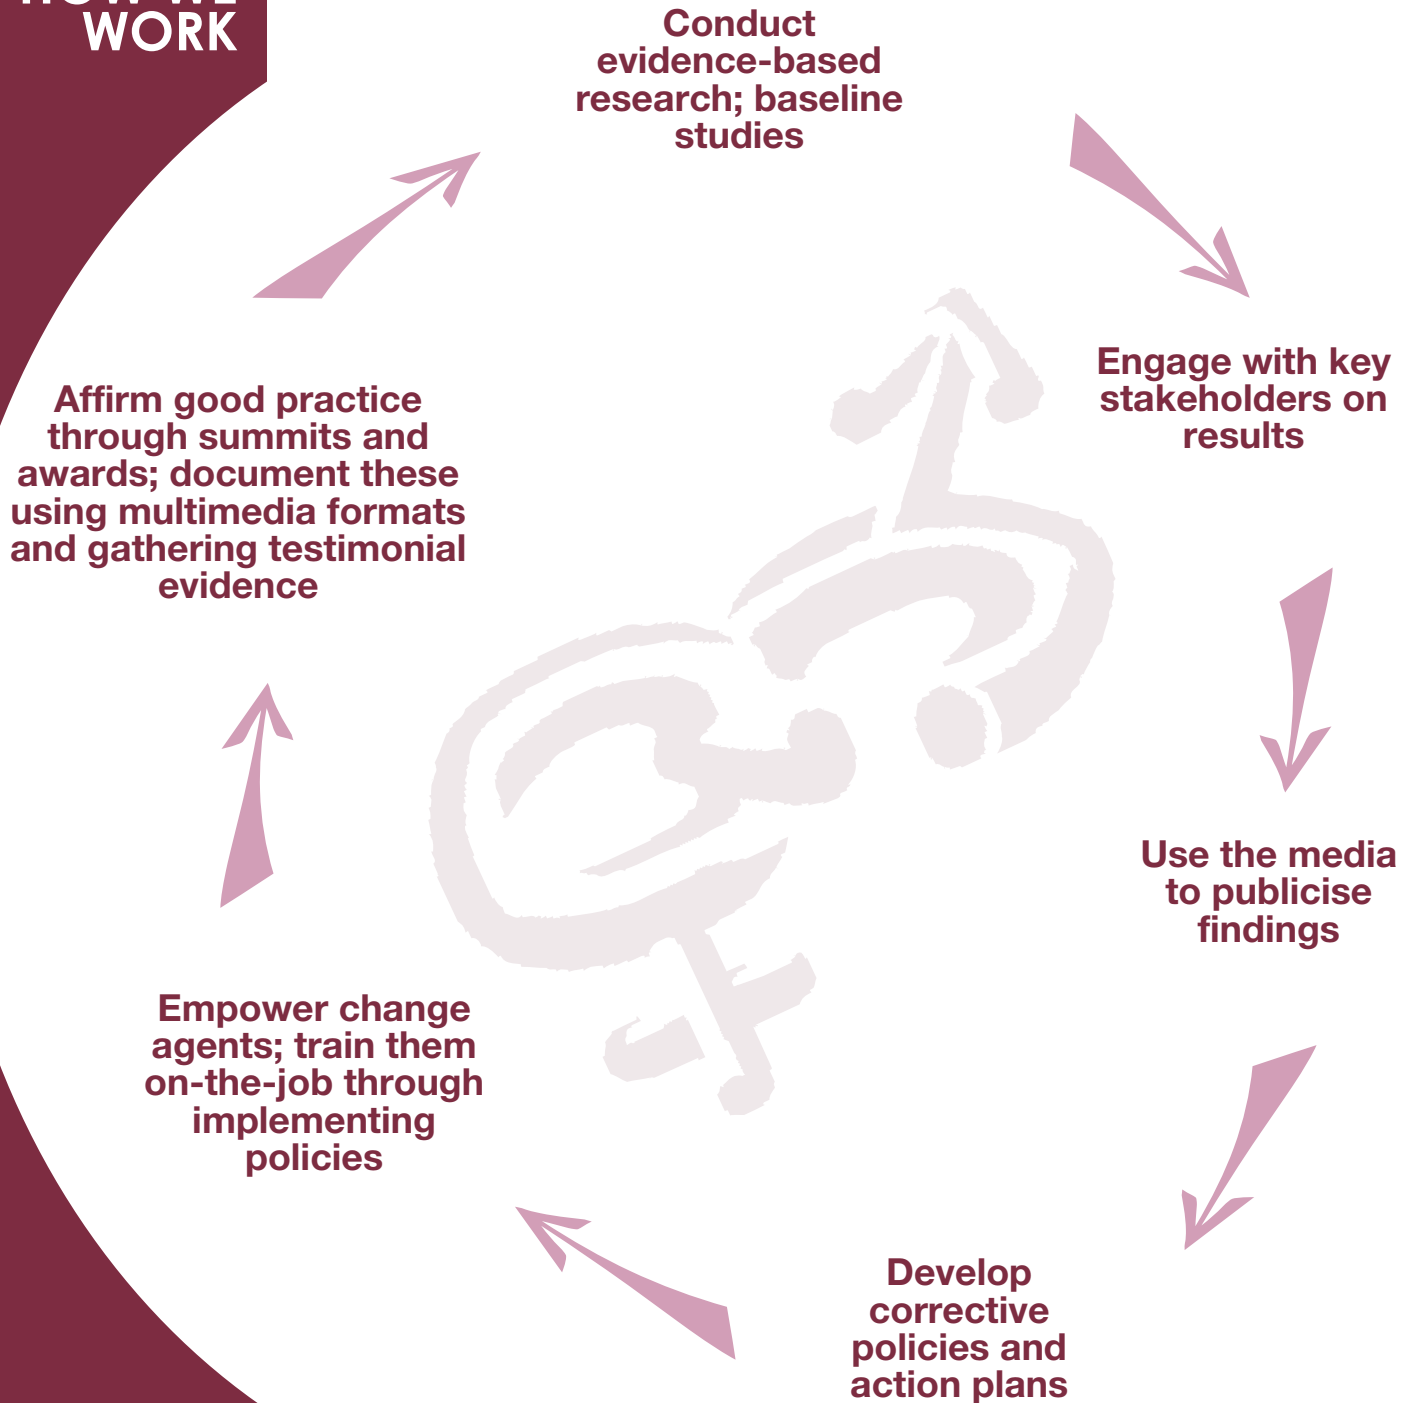 HOW WE
WORK
Conduct
evidence-based
research; baseline
studies
Engage with key
stakeholders on
results
Use the media
to publicise
findings
Develop
corrective
policies and
action plans
Empower change
agents; train them
on-the-job through
implementing
policies
Affirm good practice
through summits and
awards; document these
using multimedia formats
and gathering testimonial
evidence